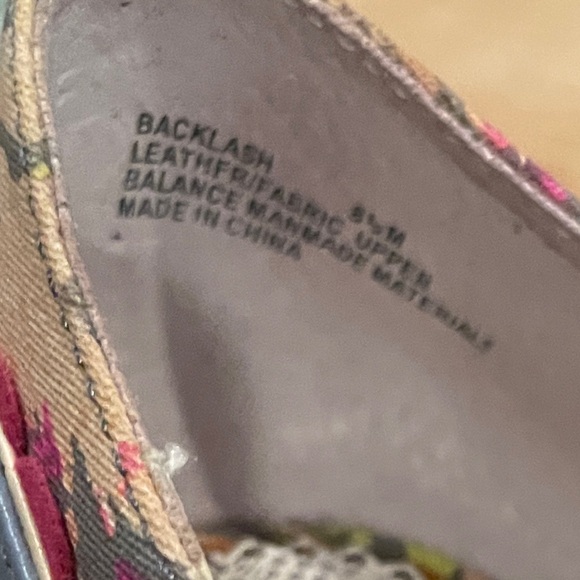 BACKLASH 8½M
LEATHER/FABRIC UPPER
BALANCE MANMADE MATERIALS
MADE IN CHINA